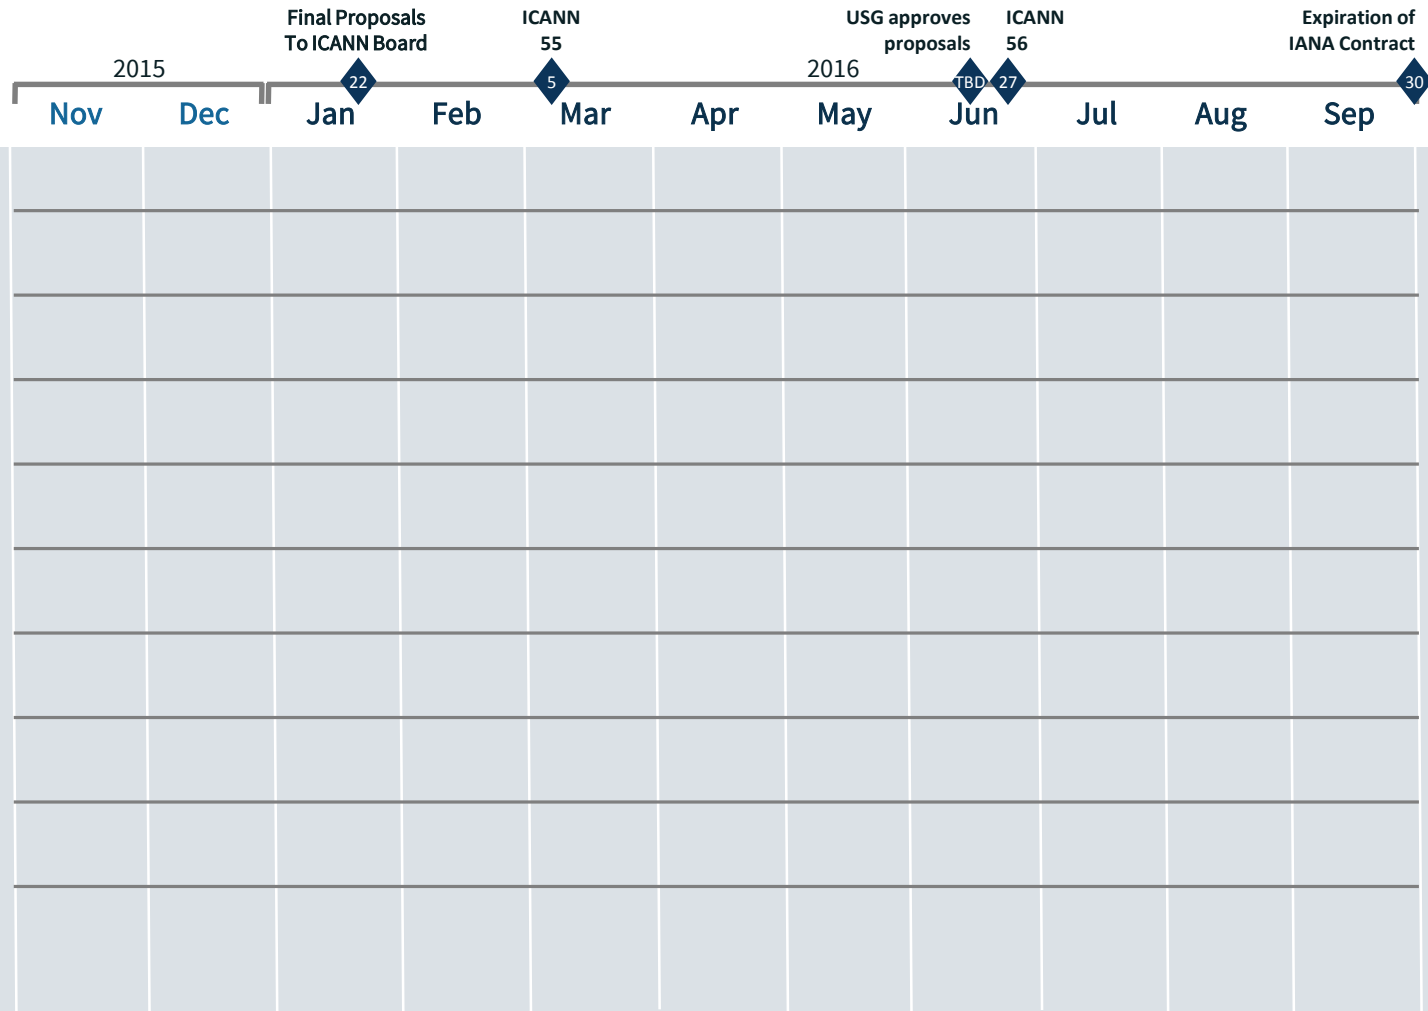 Final Proposals
To ICANN Board
ICANN
55
USG approves
proposals
ICANN
56
Expiration of
IANA Contract
2015
2016
22
5
TBD
27
30
Nov Dec Jan Feb Mar Apr May Jun Jul Aug Sep